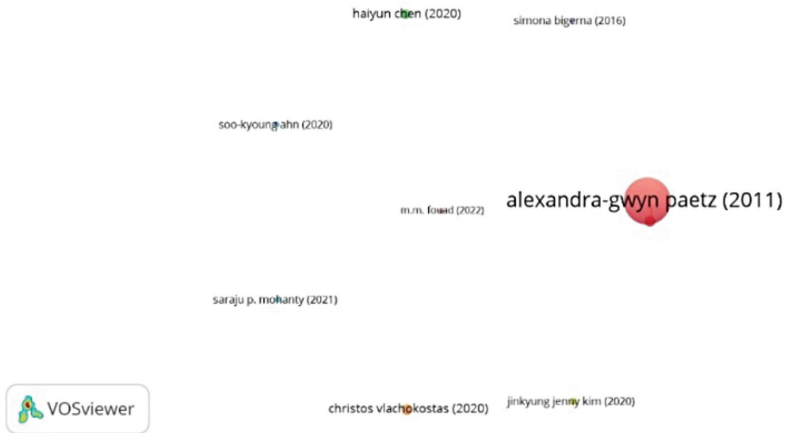 haiyun chen (2020)
simona bigerna (2016)
soo-kyoung ahn (2020)
alexandra-gwyn paetz (2011)
m.m. fouad (2022)
saraju p. mohanty (2021)
jinkyung jenny kim (2020)
christos vlachokostas (2020)
VOSviewer